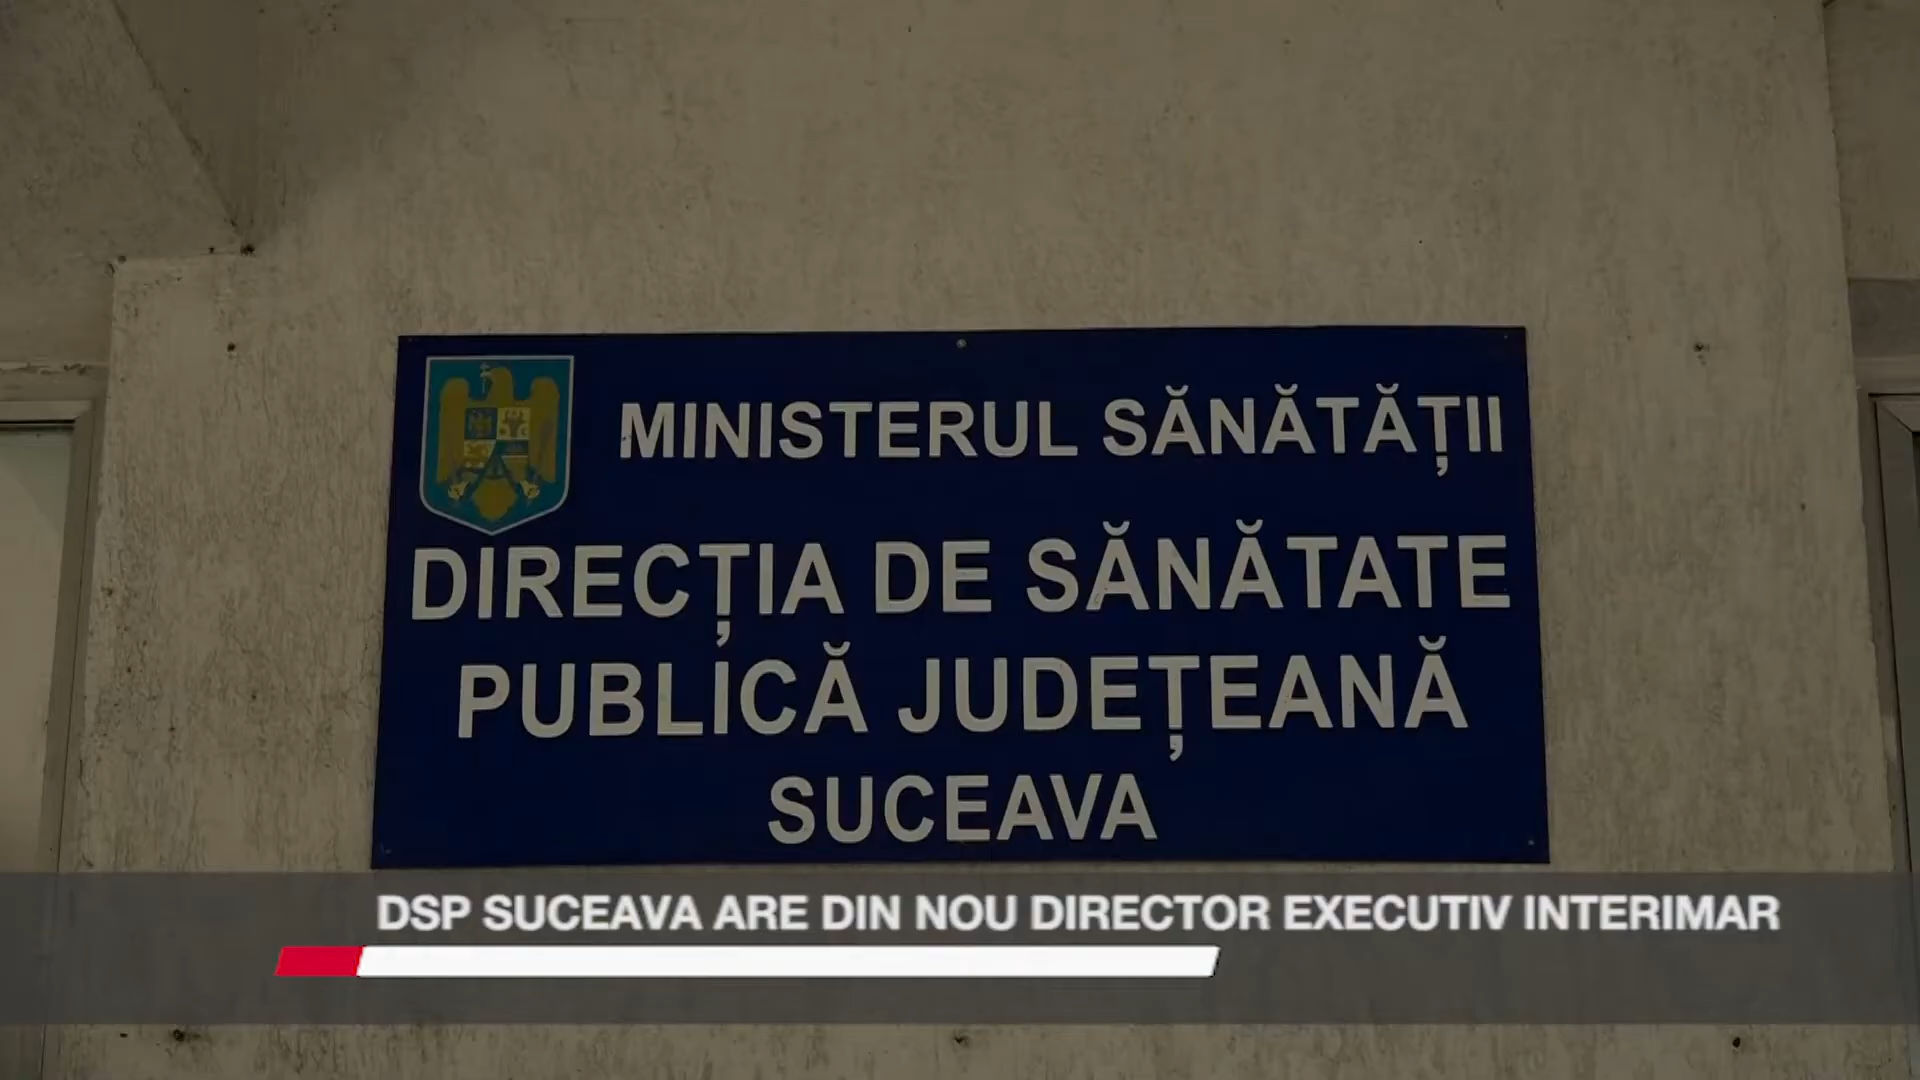 MINISTERUL SĂNĂTĂȚII
DIRECȚIA DE SĂNĂTATE
PUBLICĂ JUDEȚEANĂ
SUCEAVA
DSP SUCEAVA ARE DIN NOU DIRECTOR EXECUTIV INTERIMAR